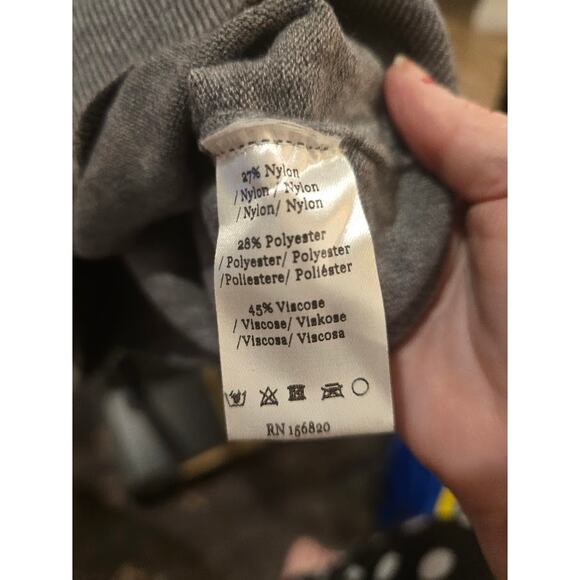 27% Nylon
/ Nylon / Nylon
/ Nylon/ Nylon
28% Polyester
/ Polyester/ Polyester
/Poliestere/ Poliéster
45% Viscose
/ Viscose/ Viskose
/Viscosa/ Viscosa
RN 156820